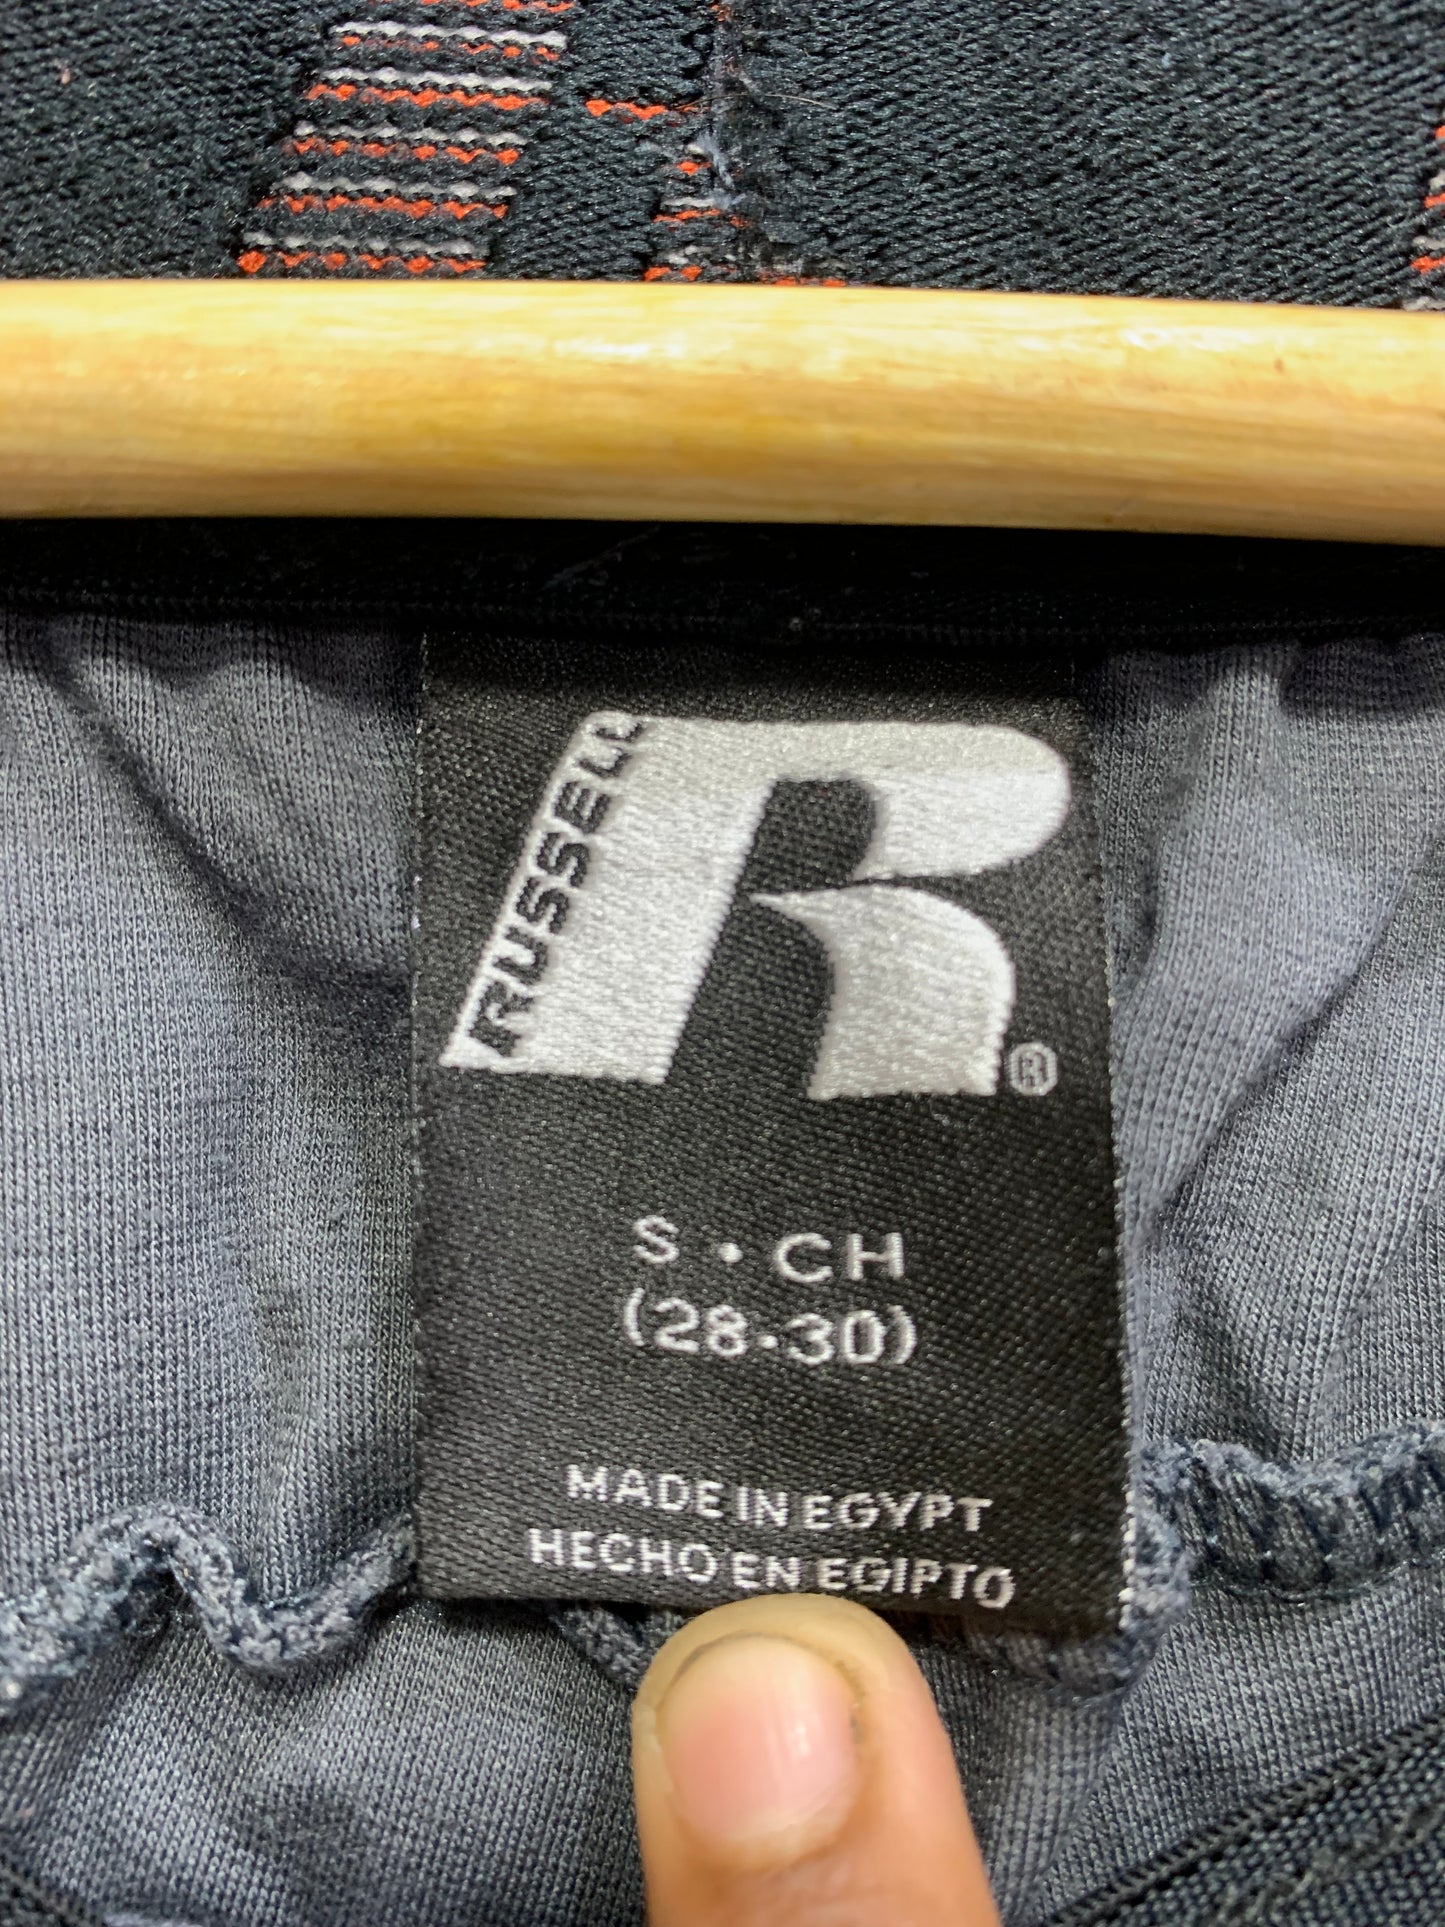 RUSSELL
R
®
S • CH
(28-30)
MADE IN EGYPT
HECHO EN EGIPTO